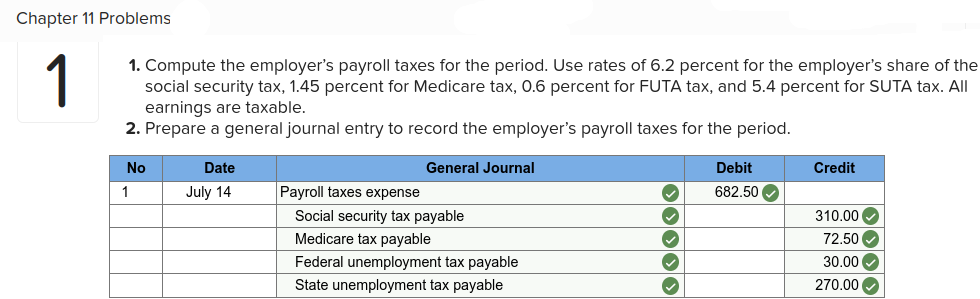 Chapter 11 Problems
1
1. Compute the employer's payroll taxes for the period. Use rates of 6.2 percent for the employer's share of the
social security tax, 1.45 percent for Medicare tax, 0.6 percent for FUTA tax, and 5.4 percent for SUTA tax. All
earnings are taxable.
2. Prepare a general journal entry to record the employer's payroll taxes for the period.
No Date General Journal Debit Credit
1 July 14 Payroll taxes expense 682.50
Social security tax payable 310.00
Medicare tax payable 72.50
Federal unemployment tax payable 30.00
State unemployment tax payable 270.00